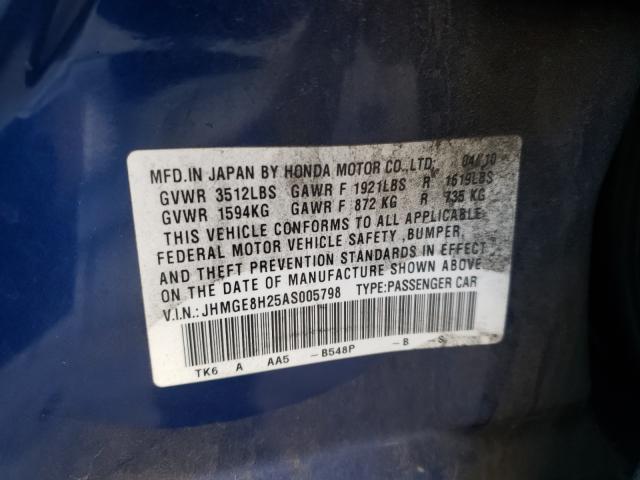 MFD.IN JAPAN BY HONDA MOTOR CO.,LTD: 04/10
GVWR 3512LBS GAWR F 1921LBS R 1619LBS
GVWR 1594KG GAWR F 872 KG R 735 KG
THIS VEHICLE CONFORMS TO ALL APPLICABLE
FEDERAL MOTOR VEHICLE SAFETY ,BUMPER,
AND THEFT PREVENTION STANDARDS IN EFFECT
ON THE DATE OF MANUFACTURE SHOWN ABOVE
V.I.N.: JHMGE8H25AS005798 TYPE:PASSENGER CAR
TK6 A AA5 -B548P -B -S